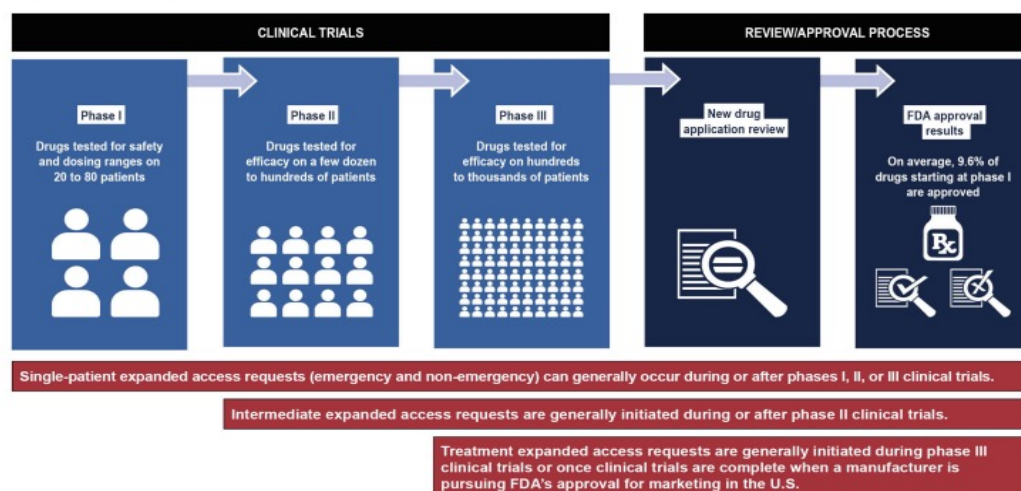 CLINICAL TRIALS
REVIEW/APPROVAL PROCESS
Phase I
Drugs tested for safety
and dosing ranges on
20 to 80 patients
Phase II
Drugs tested for
efficacy on a few dozen
to hundreds of patients
Phase III
Drugs tested for
efficacy on hundreds
to thousands of patients
New drug
application review
FDA approval
results
On average, 9.6% of
drugs starting at phase I
are approved
Rx
Single-patient expanded access requests (emergency and non-emergency) can generally occur during or after phases I, II, or III clinical trials.
Intermediate expanded access requests are generally initiated during or after phase II clinical trials.
Treatment expanded access requests are generally initiated during phase III
clinical trials or once clinical trials are complete when a manufacturer is
pursuing FDA's approval for marketing in the U.S.